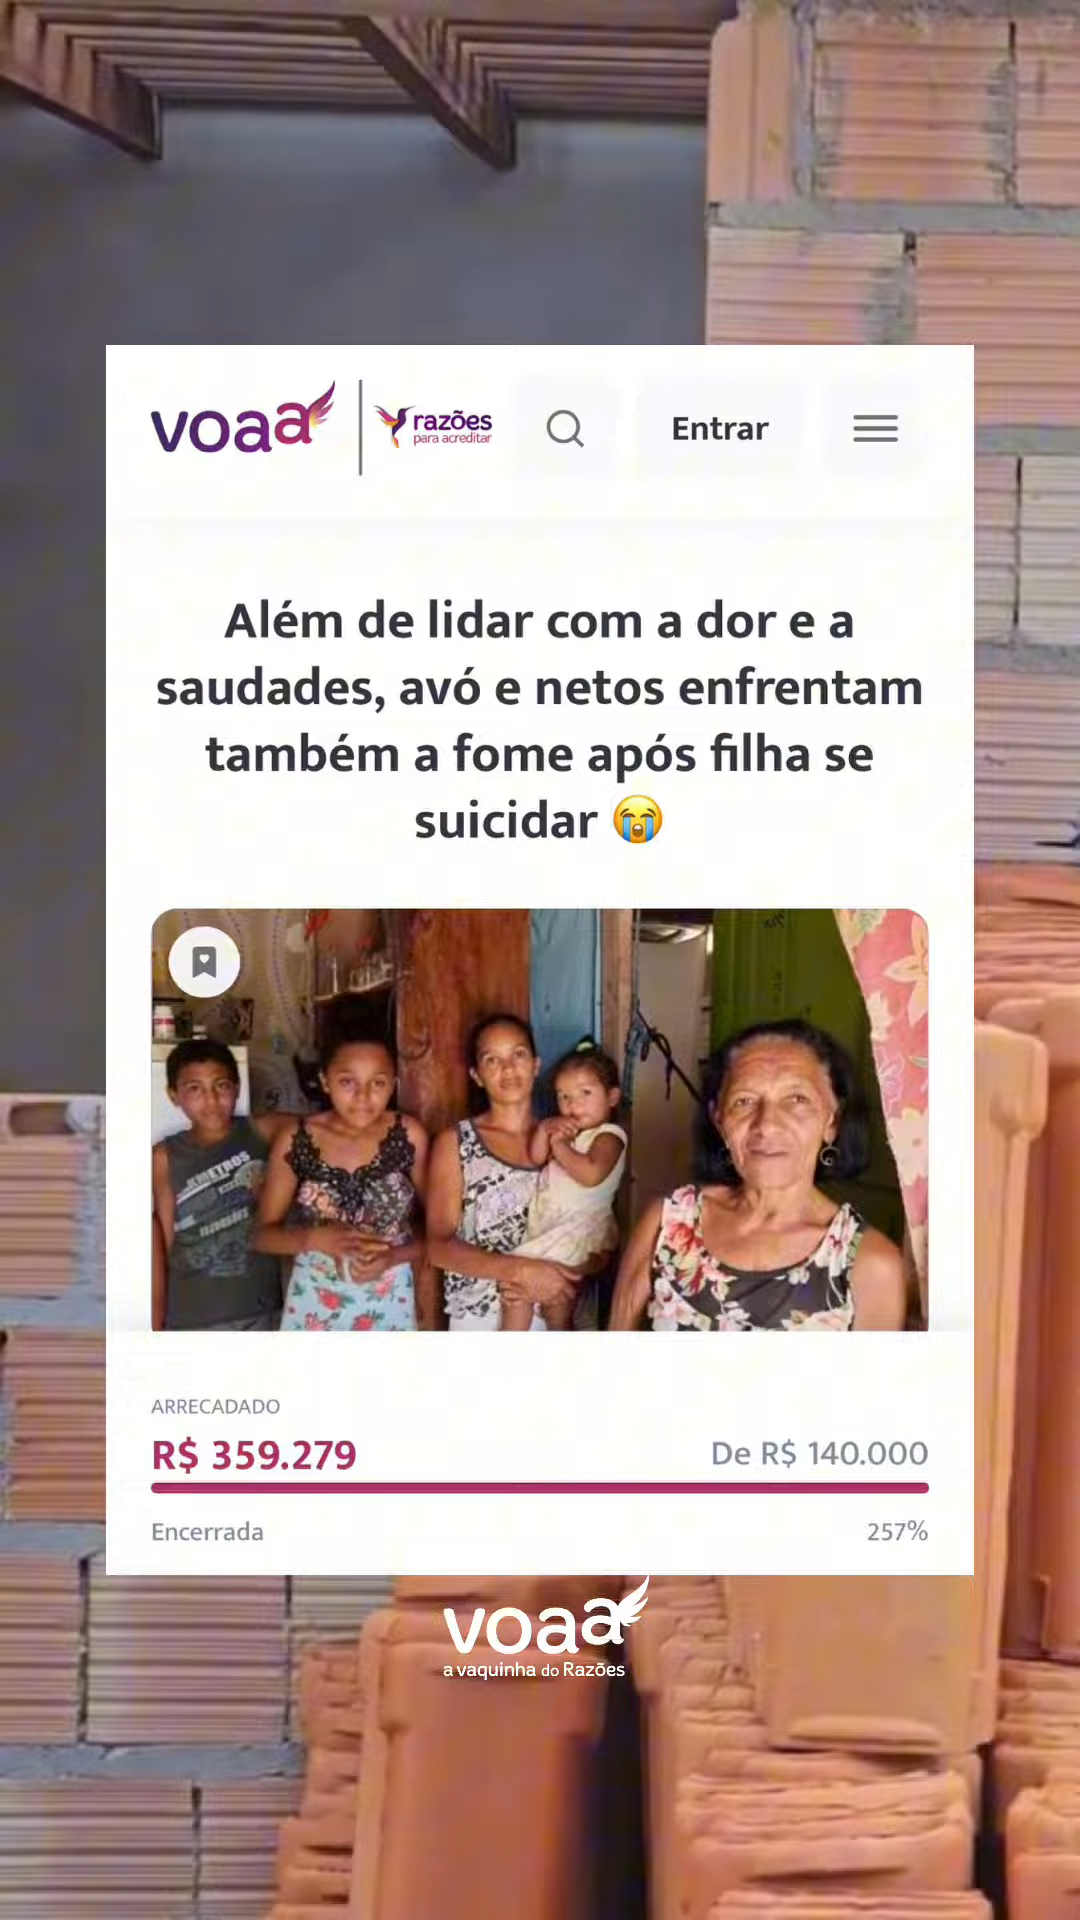 voaa
razões
para acreditar
Entrar
Além de lidar com a dor e a
saudades, avó e netos enfrentam
também a fome após filha se
suicidar 😭
ARRECADADO
R$ 359.279
De R$ 140.000
Encerrada
257%
voaa
a vaquinha do Razões